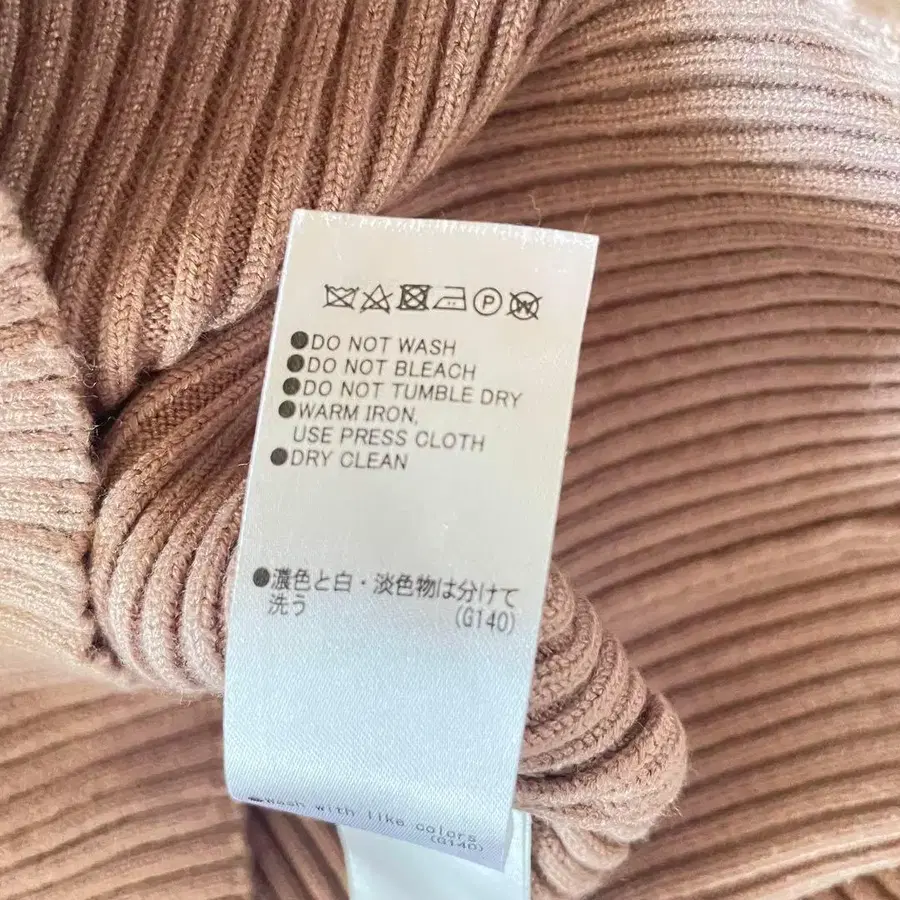 P W
●DO NOT WASH
●DO NOT BLEACH
●DO NOT TUMBLE DRY
●WARM IRON,
USE PRESS CLOTH
●DRY CLEAN
●濃色と白・淡色物は分けて
洗う (G140)
●wash with like colors
(G140)